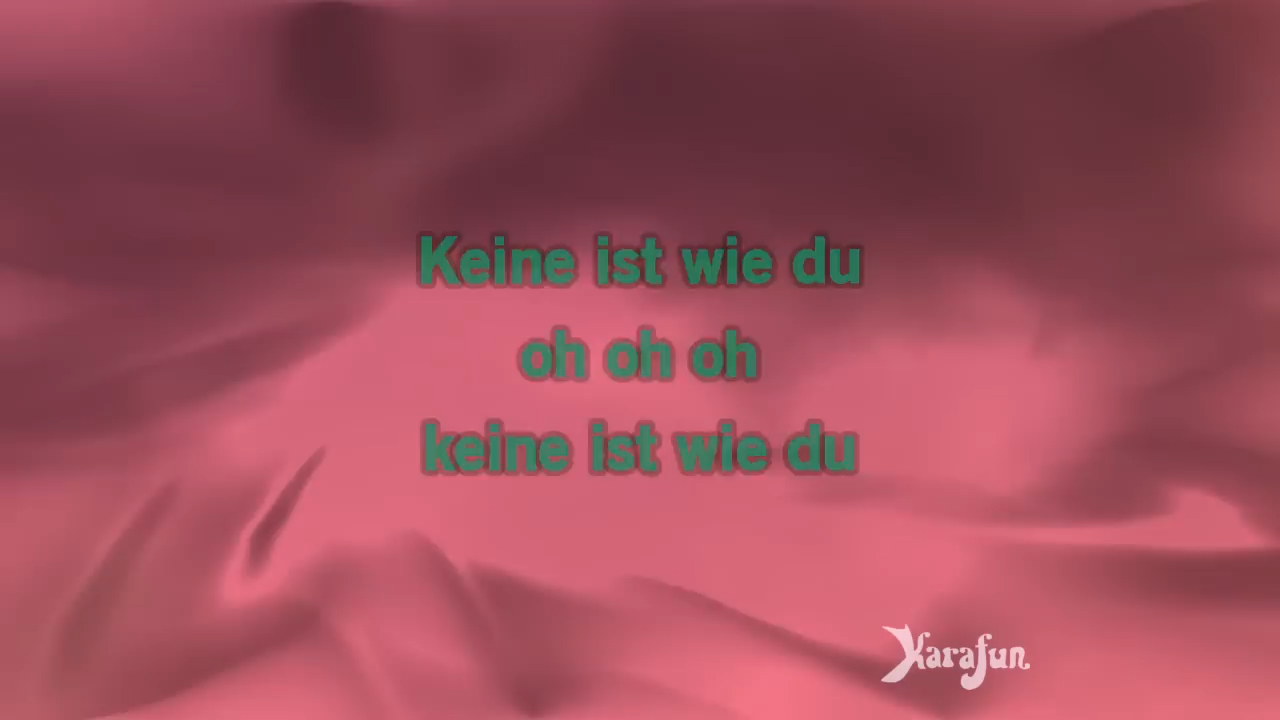 Keine ist wie du
oh oh oh
keine ist wie du
Karafun